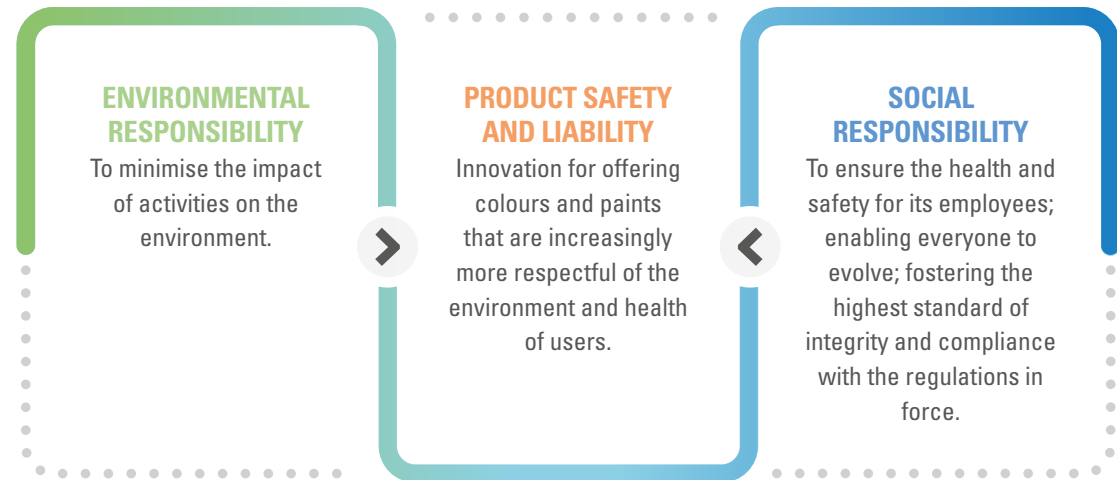 ENVIRONMENTAL
RESPONSIBILITY
To minimise the impact
of activities on the
environment.
PRODUCT SAFETY
AND LIABILITY
Innovation for offering
colours and paints
that are increasingly
more respectful of the
environment and health
of users.
SOCIAL
RESPONSIBILITY
To ensure the health and
safety for its employees;
enabling everyone to
evolve; fostering the
highest standard of
integrity and compliance
with the regulations in
force.